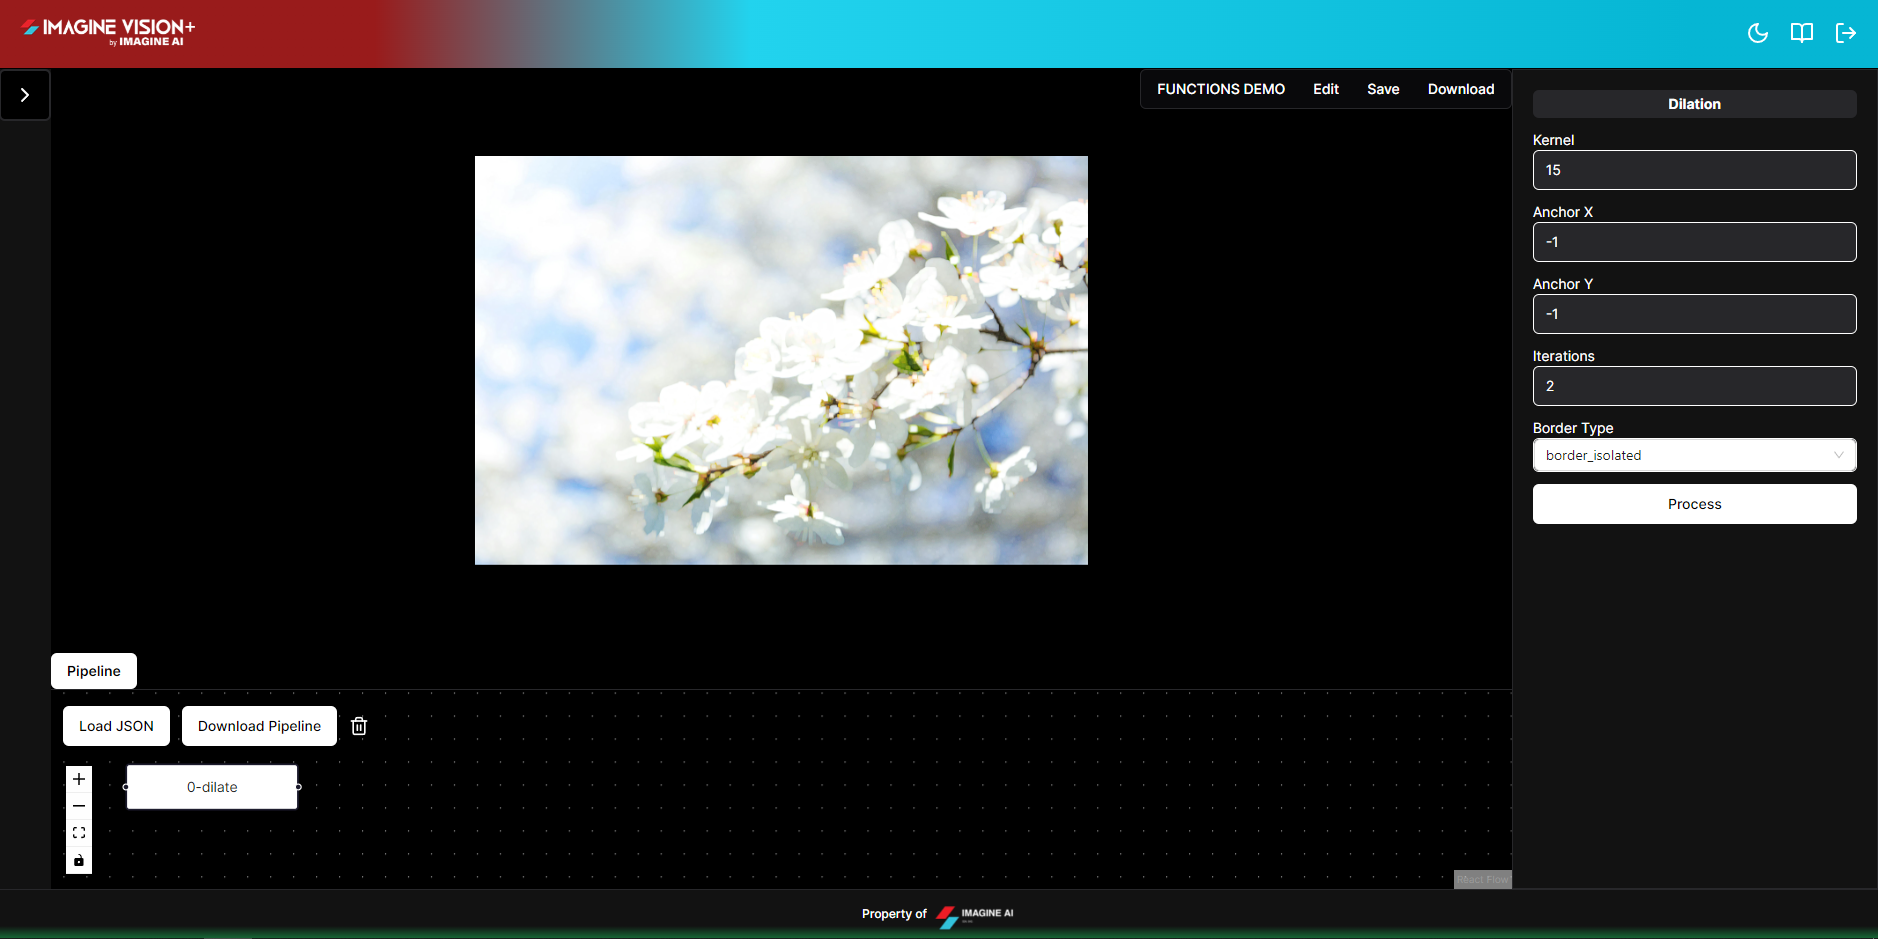 IMAGINE VISION+
by IMAGINE AI
FUNCTIONS DEMO Edit Save Download
Dilation
Kernel
15
Anchor X
-1
Anchor Y
-1
Iterations
2
Border Type
border_isolated
Process
Pipeline
Load JSON Download Pipeline
0-dilate
React Flow
Property of IMAGINE AI